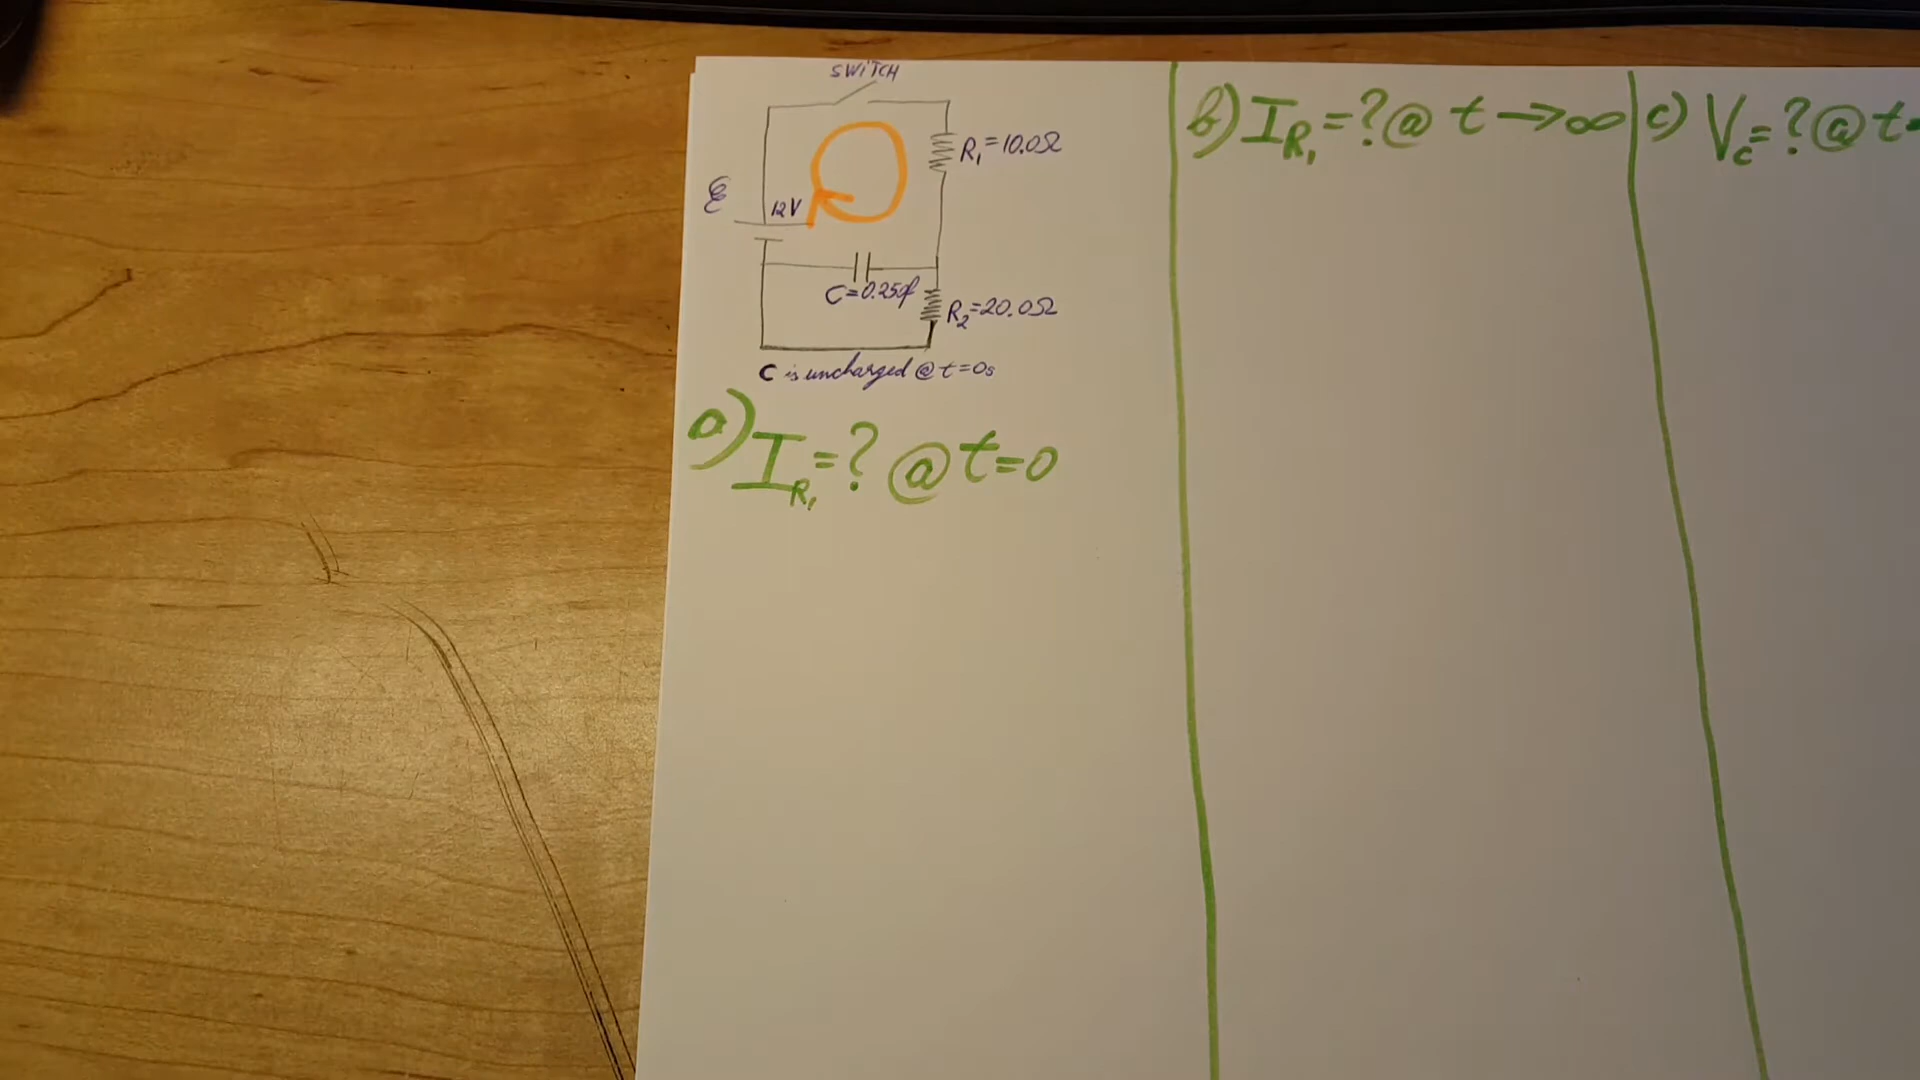 SWITCH
R₁=10.0Ω
ℰ
12V
C=0.25f
R₂=20.0Ω
C is uncharged @ t=0s
a) I_R₁=? @ t=0
b) I_R₁=? @ t→∞
c) V_c=? @ t